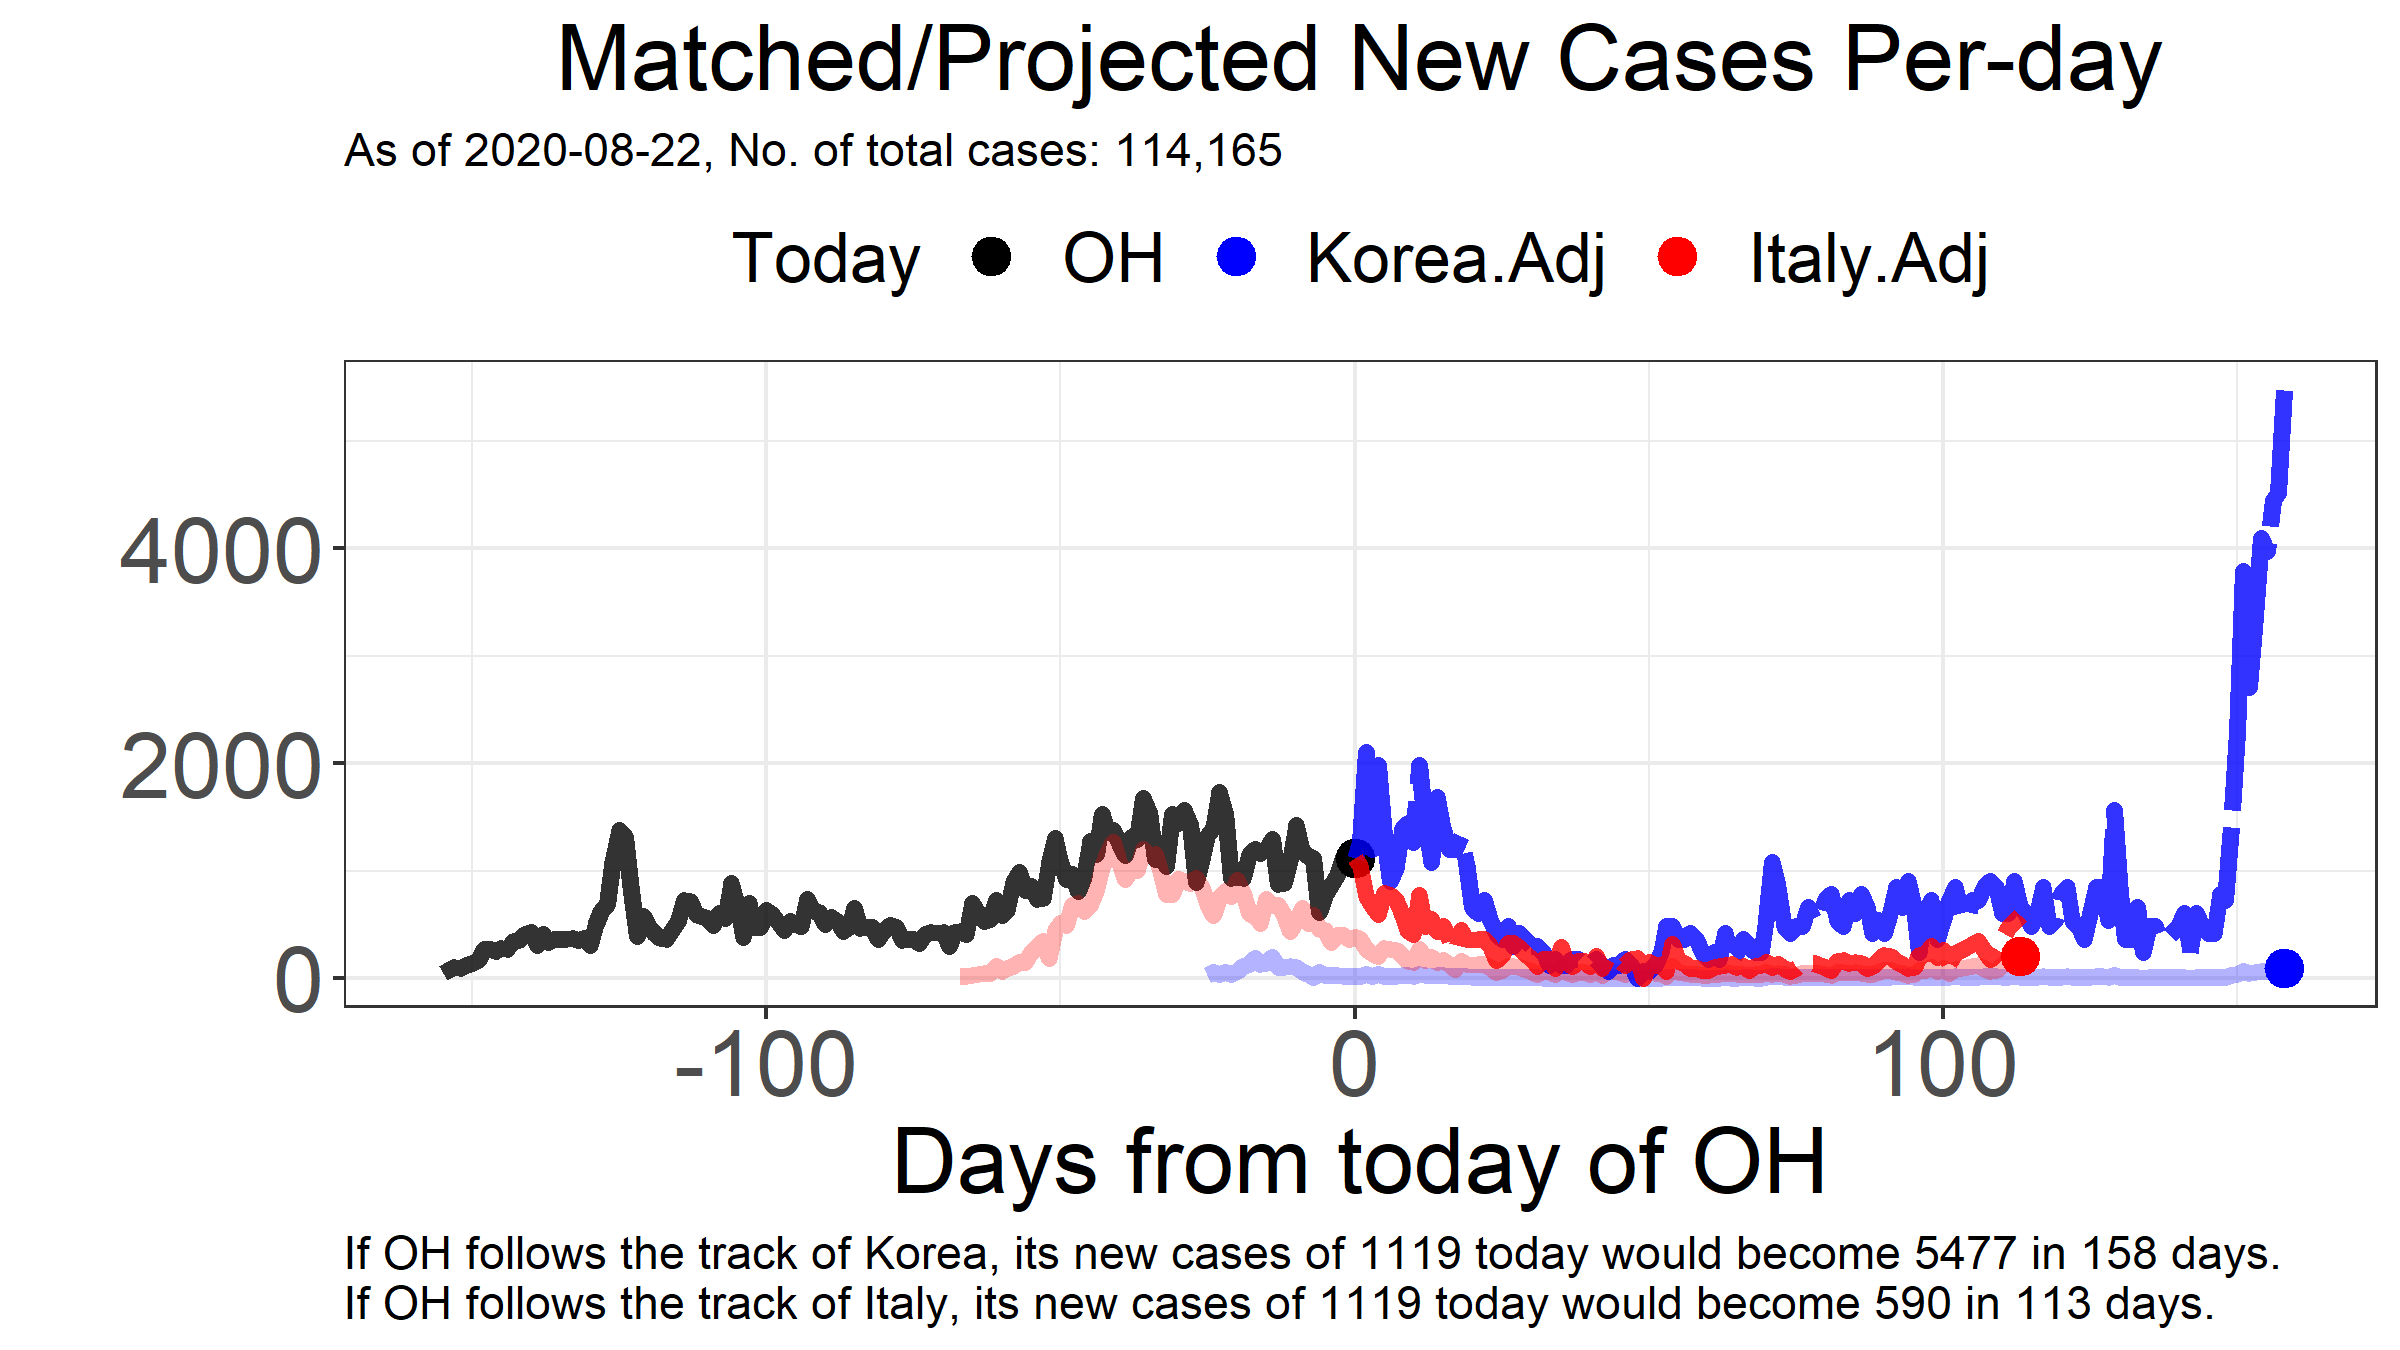 Matched/Projected New Cases Per-day
As of 2020-08-22, No. of total cases: 114,165
Today OH Korea.Adj Italy.Adj
4000
2000
0
-100 0 100
Days from today of OH
If OH follows the track of Korea, its new cases of 1119 today would become 5477 in 158 days.
If OH follows the track of Italy, its new cases of 1119 today would become 590 in 113 days.